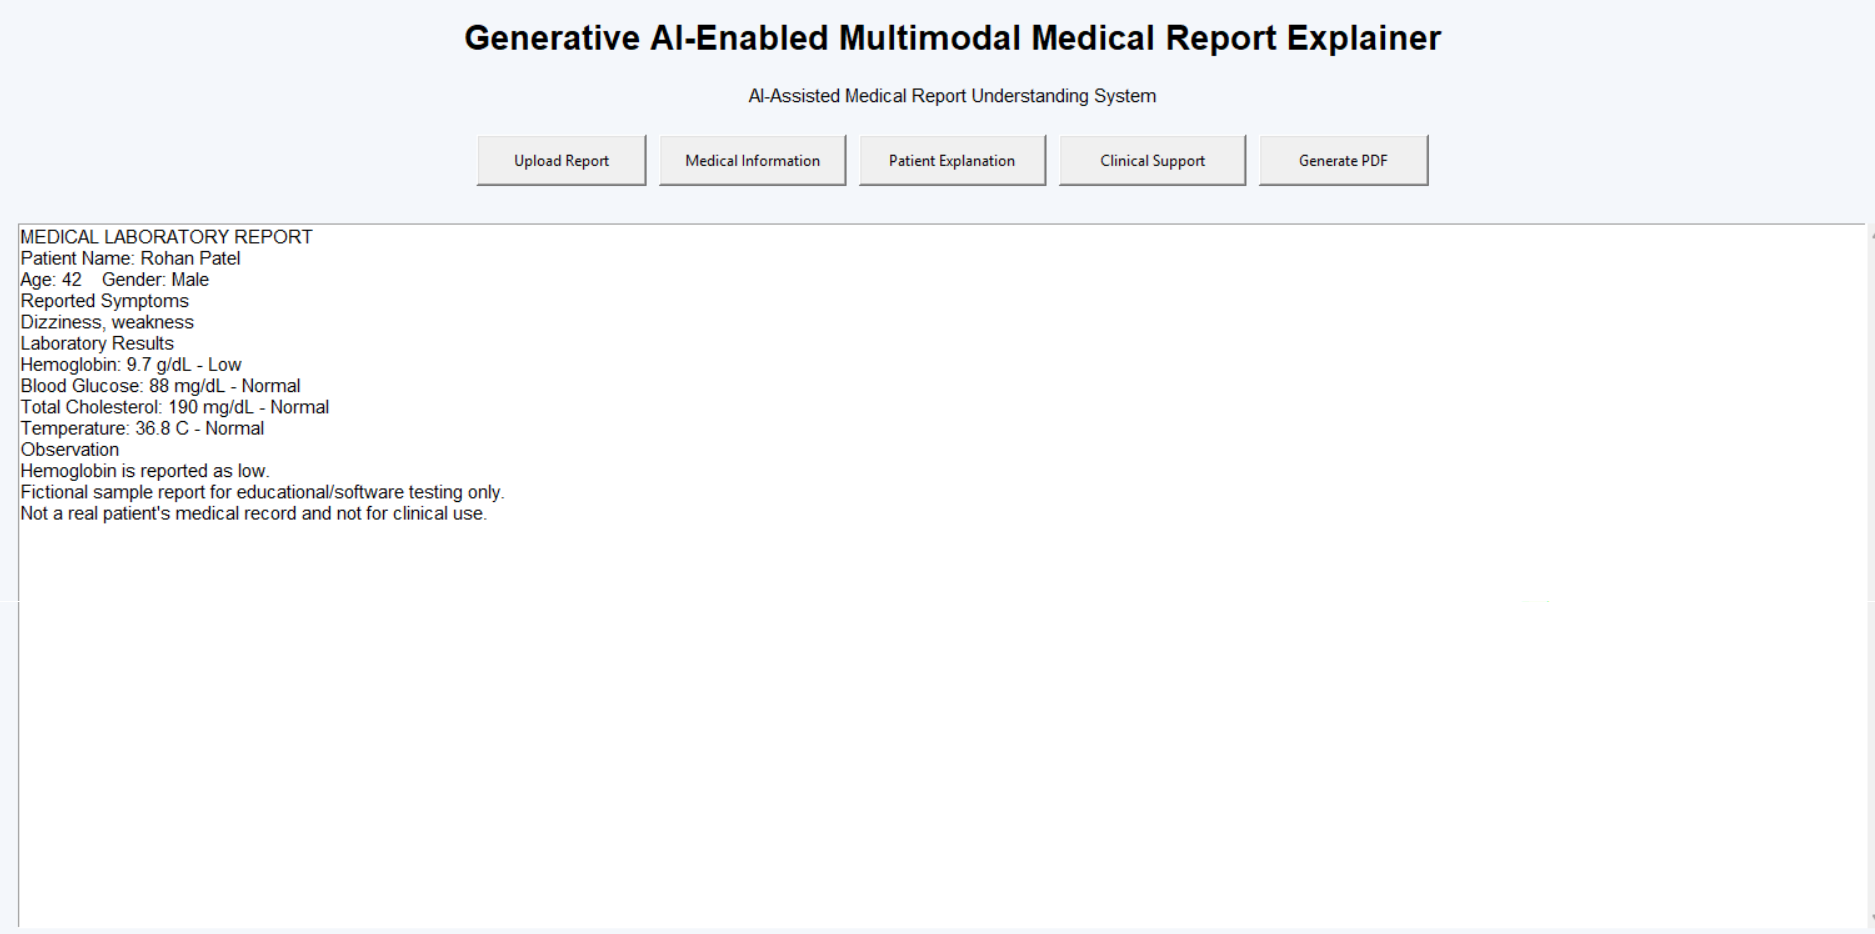 Generative AI-Enabled Multimodal Medical Report Explainer
AI-Assisted Medical Report Understanding System
Upload Report
Medical Information
Patient Explanation
Clinical Support
Generate PDF
MEDICAL LABORATORY REPORT
Patient Name: Rohan Patel
Age: 42    Gender: Male
Reported Symptoms
Dizziness, weakness
Laboratory Results
Hemoglobin: 9.7 g/dL - Low
Blood Glucose: 88 mg/dL - Normal
Total Cholesterol: 190 mg/dL - Normal
Temperature: 36.8 C - Normal
Observation
Hemoglobin is reported as low.
Fictional sample report for educational/software testing only.
Not a real patient's medical record and not for clinical use.